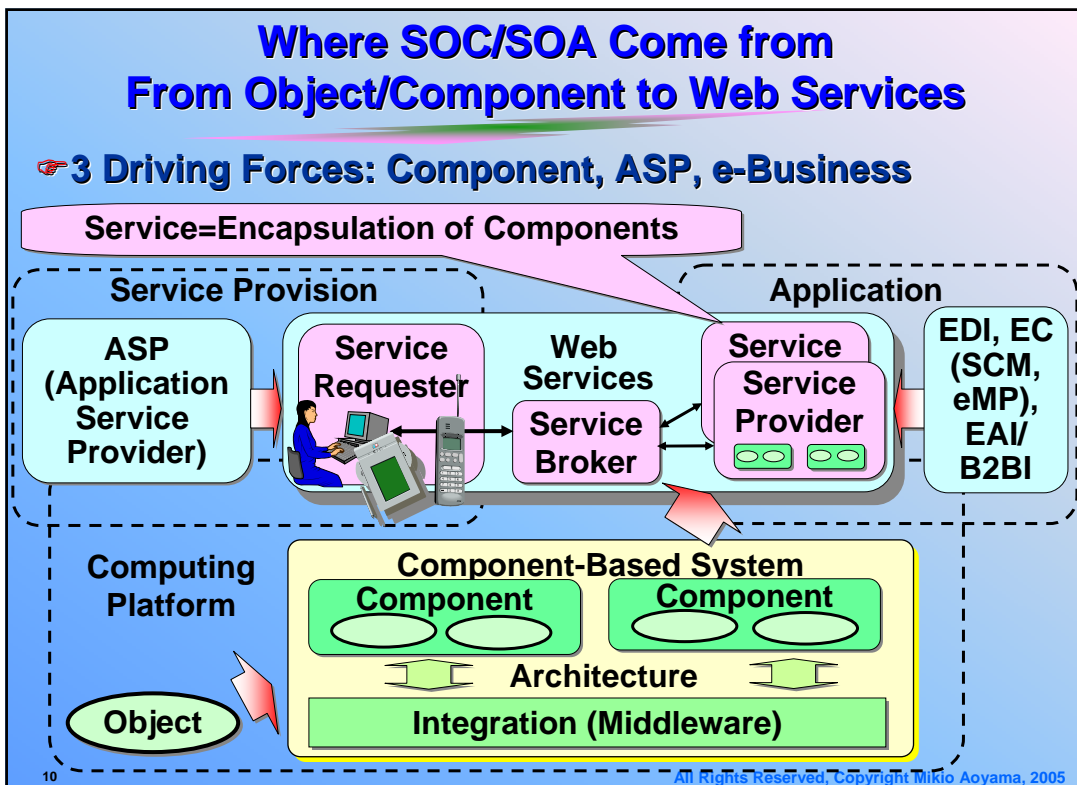 Where SOC/SOA Come from
From Object/Component to Web Services
3 Driving Forces: Component, ASP, e-Business
Service=Encapsulation of Components
Service Provision
Application
ASP
(Application
Service
Provider)
Service
Requester
Web
Services
Service
Broker
Service
Service
Provider
EDI, EC
(SCM,
eMP),
EAI/
B2BI
Computing
Platform
Component-Based System
Component
Component
Architecture
Integration (Middleware)
Object
10
All Rights Reserved, Copyright Mikio Aoyama, 2005